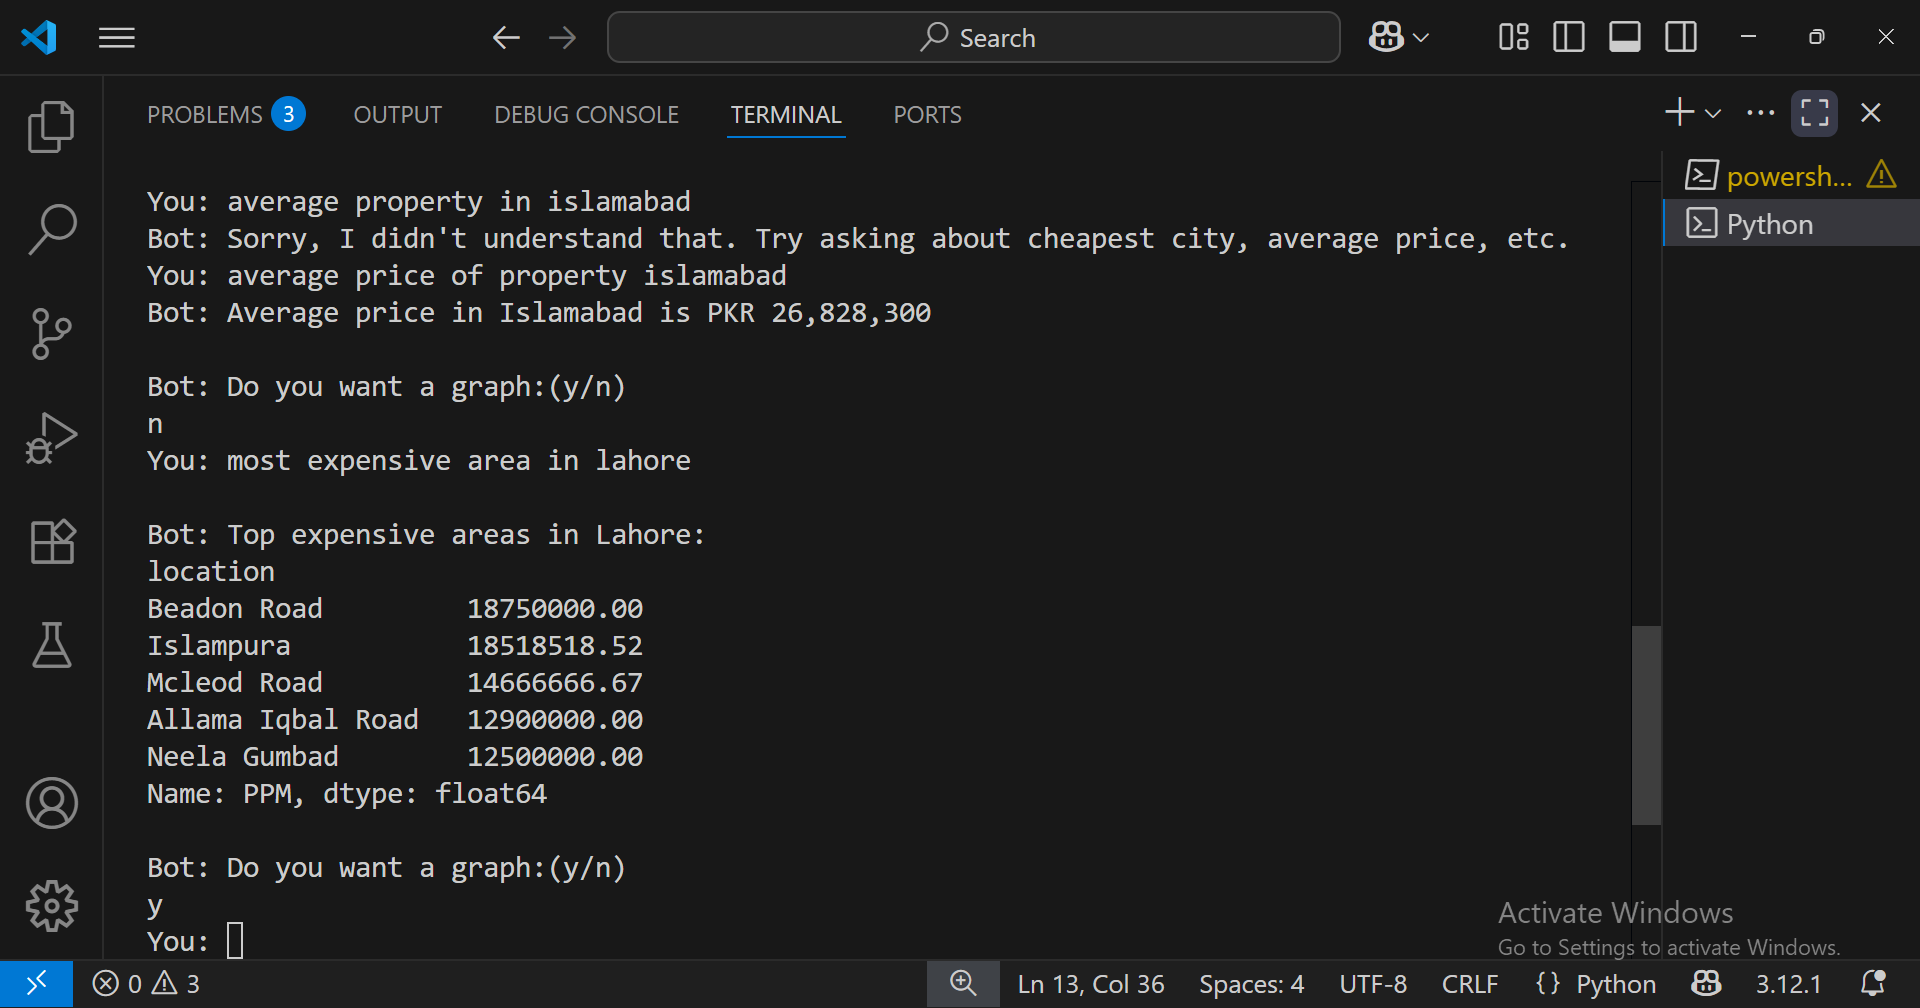 Search
PROBLEMS 3 OUTPUT DEBUG CONSOLE TERMINAL PORTS
powersh...
Python
You: average property in islamabad
Bot: Sorry, I didn't understand that. Try asking about cheapest city, average price, etc.
You: average price of property islamabad
Bot: Average price in Islamabad is PKR 26,828,300
Bot: Do you want a graph:(y/n)
n
You: most expensive area in lahore
Bot: Top expensive areas in Lahore:
location
Beadon Road 18750000.00
Islampura 18518518.52
Mcleod Road 14666666.67
Allama Iqbal Road 12900000.00
Neela Gumbad 12500000.00
Name: PPM, dtype: float64
Bot: Do you want a graph:(y/n)
y
You:
Activate Windows
Go to Settings to activate Windows.
0 3 Ln 13, Col 36 Spaces: 4 UTF-8 CRLF {} Python 3.12.1